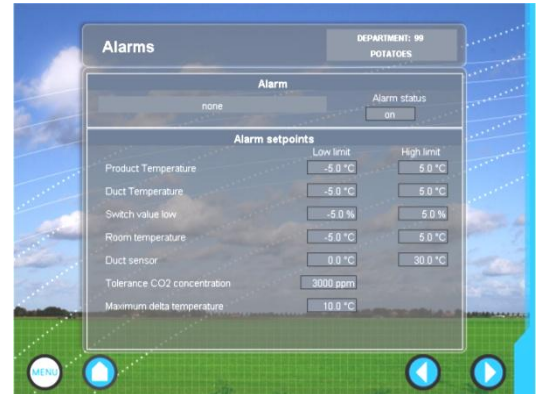 Alarms
DEPARTMENT: 99
POTATOES
Alarm
none
Alarm status
on
Alarm setpoints
Low limit High limit
Product Temperature -5.0 °C 5.0 °C
Duct Temperature -5.0 °C 5.0 °C
Switch value low -5.0 % 5.0 %
Room temperature -5.0 °C 5.0 °C
Duct sensor 0.0 °C 30.0 °C
Tolerance CO2 concentration 3000 ppm
Maximum delta temperature 10.0 °C
MENU